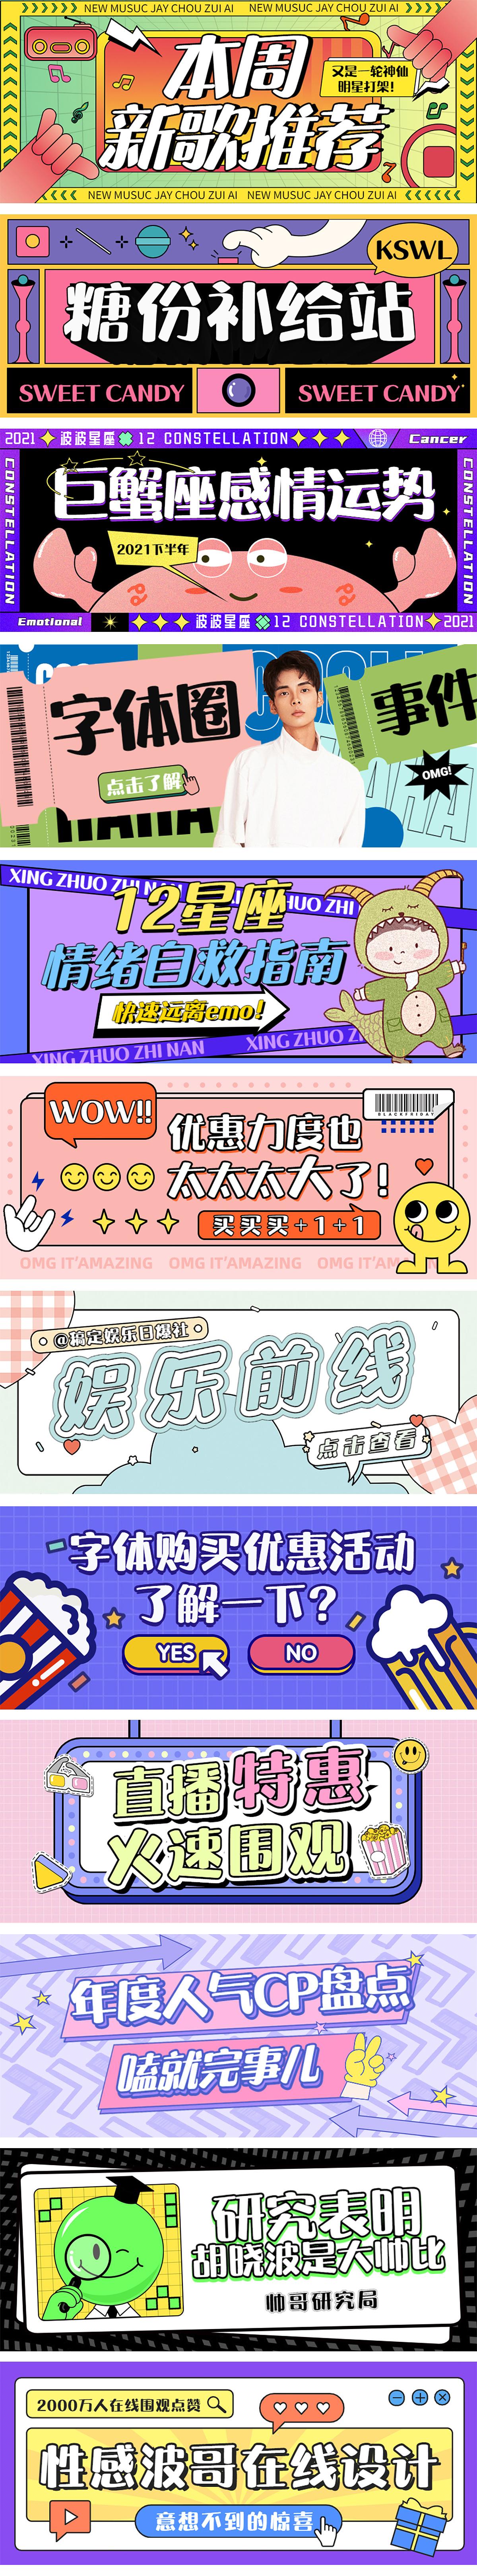 NEW MUSUC JAY CHOU ZUI AI NEW MUSUC JAY CHOU ZUI AI
本周
新歌推荐
又是一轮神仙
明星打架!
NEW MUSUC JAY CHOU ZUI AI NEW MUSUC JAY CHOU ZUI AI
KSWL
糖份补给站
SWEET CANDY
SWEET CANDY
2021 波波星座 12 CONSTELLATION
Cancer
CONSTELLATION
巨蟹座感情运势
2021下半年
CONSTELLATION
Emotional
波波星座 12 CONSTELLATION 2021
字体圈
事件
点击了解
OMG!
HAHA
XING ZHUO ZHI NAN
HUO ZHI
12星座
情绪自救指南
快速远离emo!
XING ZHUO ZHI NAN
XING ZHUO ZHI
WOW!!
BLACKFRIDAY
优惠力度也
太太太大了!
买买买+1+1
OMG IT'AMAZING OMG IT'AMAZING OMG IT'AM
@搞定娱乐日爆社
娱乐前线
点击查看
字体购买优惠活动
了解一下?
YES
NO
直播特惠
火速围观
年度人气CP盘点
嗑就完事儿
研究表明
胡晓波是大帅比
帅哥研究局
2000万人在线围观点赞
性感波哥在线设计
意想不到的惊喜